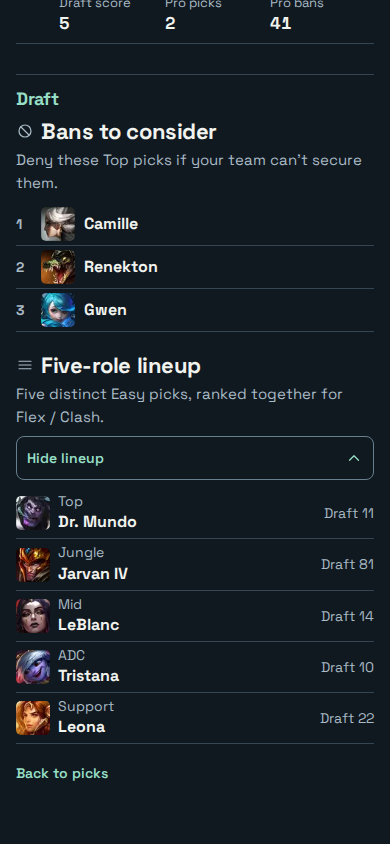 Draft score Pro picks Pro bans
5 2 41
Draft
Bans to consider
Deny these Top picks if your team can't secure
them.
1 Camille
2 Renekton
3 Gwen
Five-role lineup
Five distinct Easy picks, ranked together for
Flex / Clash.
Hide lineup
Top
Dr. Mundo
Draft 11
Jungle
Jarvan IV
Draft 81
Mid
LeBlanc
Draft 14
ADC
Tristana
Draft 10
Support
Leona
Draft 22
Back to picks